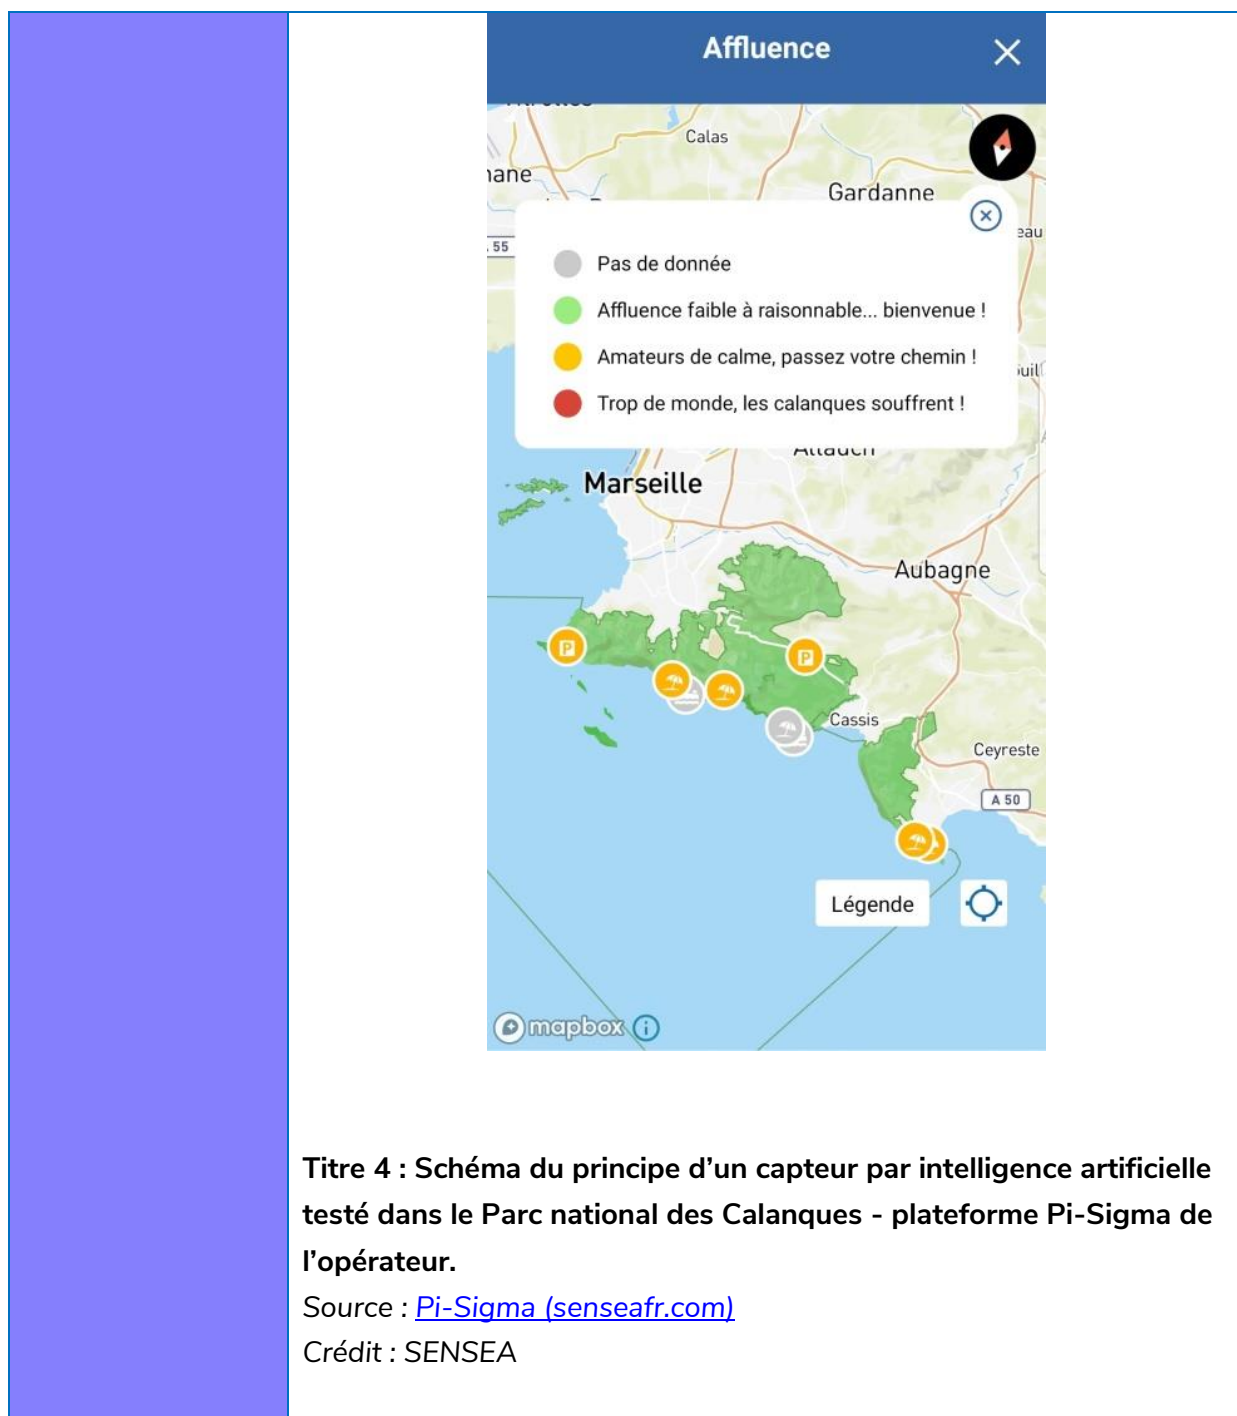 Affluence
Calas
Gardanne
55
Pas de donnée
Affluence faible à raisonnable... bienvenue !
Amateurs de calme, passez votre chemin !
Trop de monde, les calanques souffrent !
Marseille
Aubagne
P
P
Cassis
Ceyreste
A 50
Légende
mapbox
Titre 4 : Schéma du principe d’un capteur par intelligence artificielle
testé dans le Parc national des Calanques - plateforme Pi-Sigma de
l’opérateur.
Source : Pi-Sigma (senseafr.com)
Crédit : SENSEA